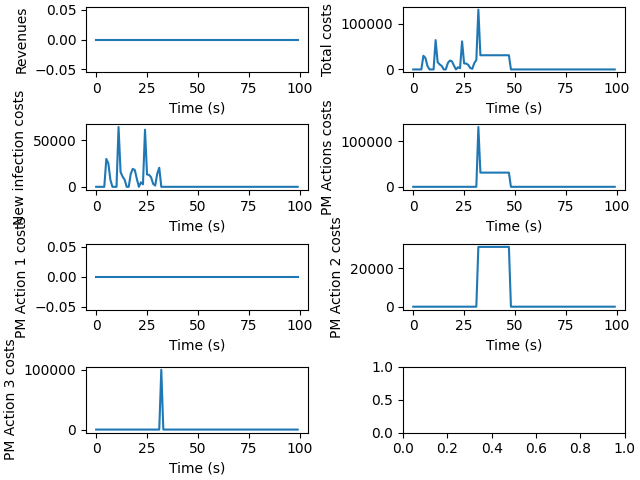 Revenues
0.05
0.00
−0.05
0 25 50 75 100
Time (s)
Total costs
100000
0
0 25 50 75 100
Time (s)
New infection costs
50000
0
0 25 50 75 100
Time (s)
PM Actions costs
100000
0
0 25 50 75 100
Time (s)
PM Action 1 costs
0.05
0.00
−0.05
0 25 50 75 100
Time (s)
PM Action 2 costs
20000
0
0 25 50 75 100
Time (s)
PM Action 3 costs
100000
0
0 25 50 75 100
Time (s)
1.0
0.5
0.0
0.0 0.2 0.4 0.6 0.8 1.0